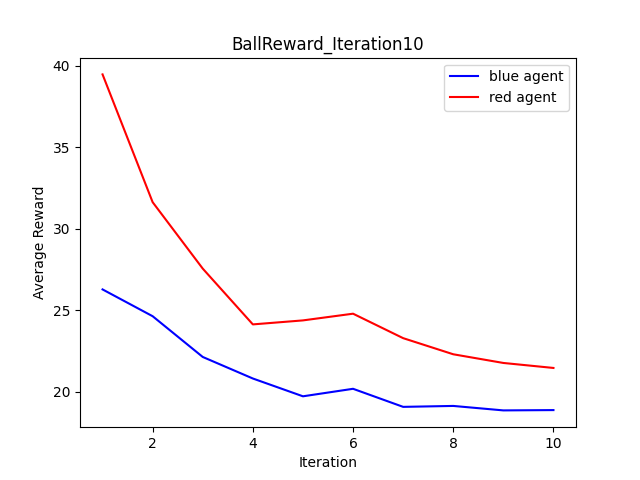 BallReward_Iteration10
blue agent
red agent
40
35
30
25
20
Average Reward
2 4 6 8 10
Iteration